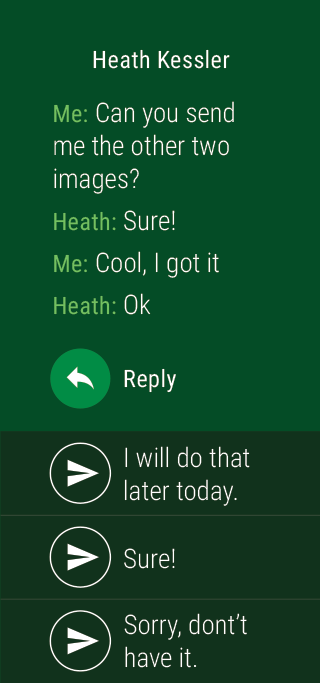 Heath Kessler
Me: Can you send
me the other two
images?
Heath: Sure!
Me: Cool, I got it
Heath: Ok
Reply
I will do that
later today.
Sure!
Sorry, dont't
have it.